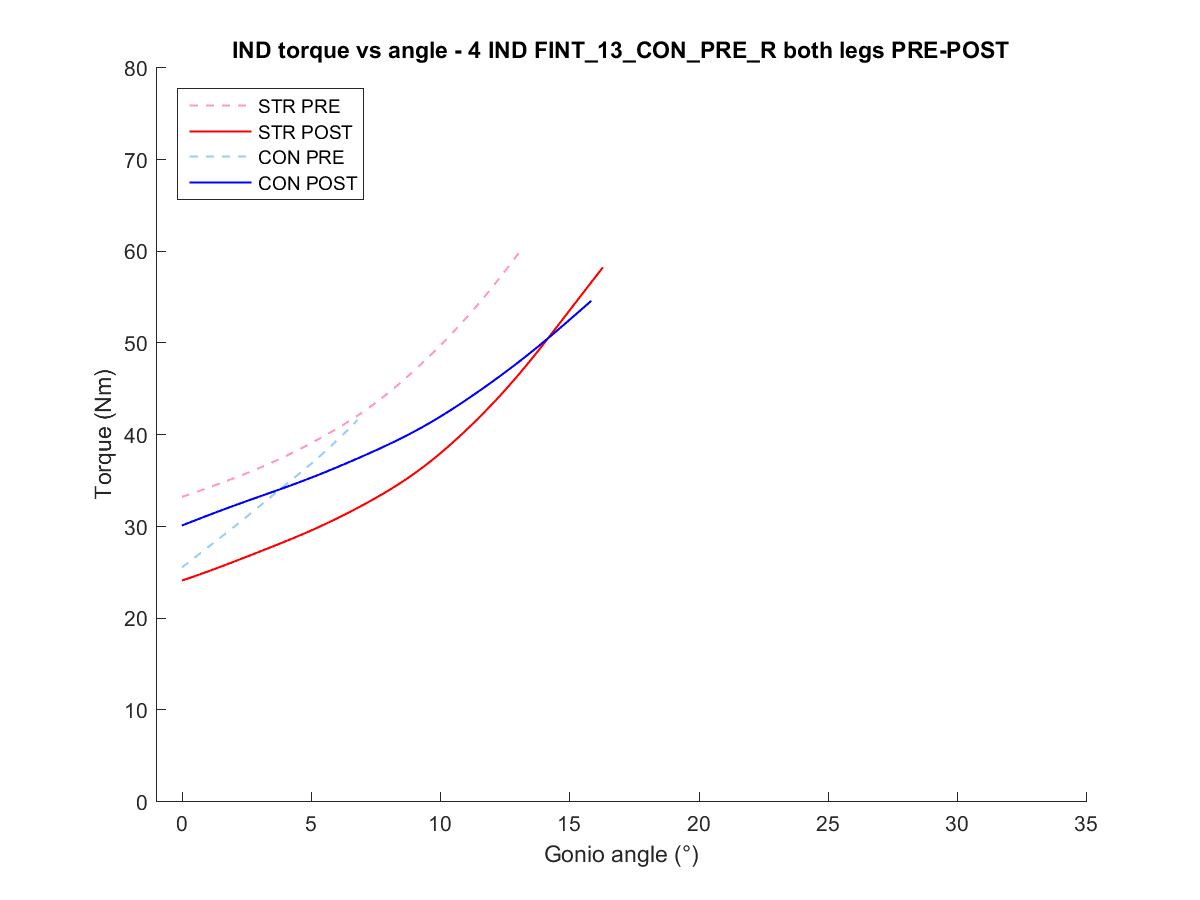 IND torque vs angle - 4 IND FINT_13_CON_PRE_R both legs PRE-POST
80
70
60
50
40
30
20
10
0
Torque (Nm)
STR PRE
STR POST
CON PRE
CON POST
0 5 10 15 20 25 30 35
Gonio angle (°)